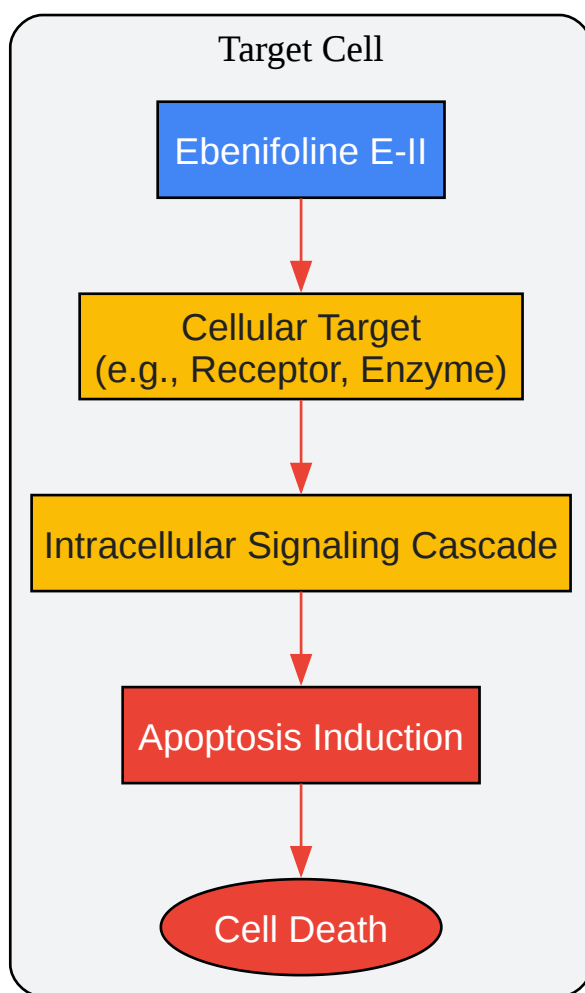 Target Cell
Ebenifoline E-II
Cellular Target
(e.g., Receptor, Enzyme)
Intracellular Signaling Cascade
Apoptosis Induction
Cell Death